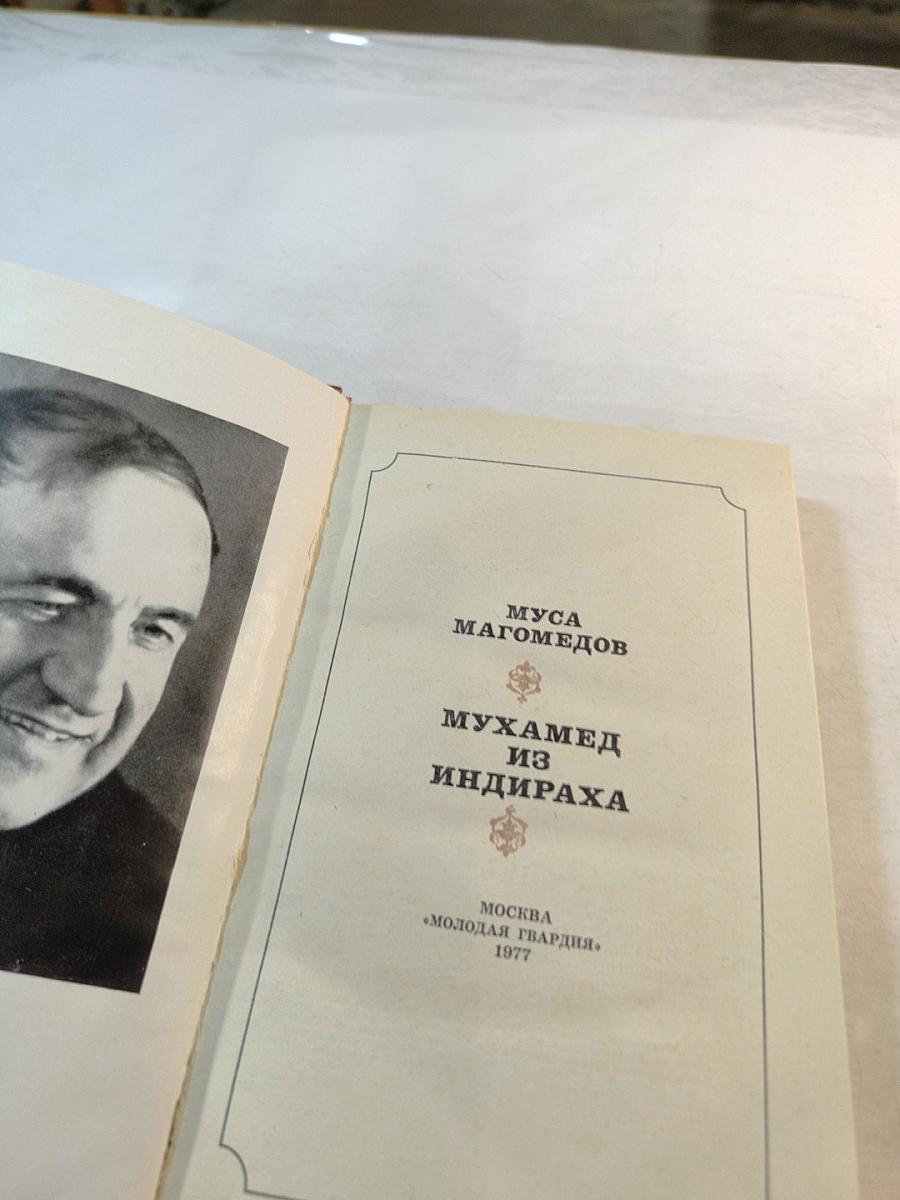 МУСА
МАГОМЕДОВ
МУХАМЕД
ИЗ
ИНДИРАХА
МОСКВА
«МОЛОДАЯ ГВАРДИЯ»
1977